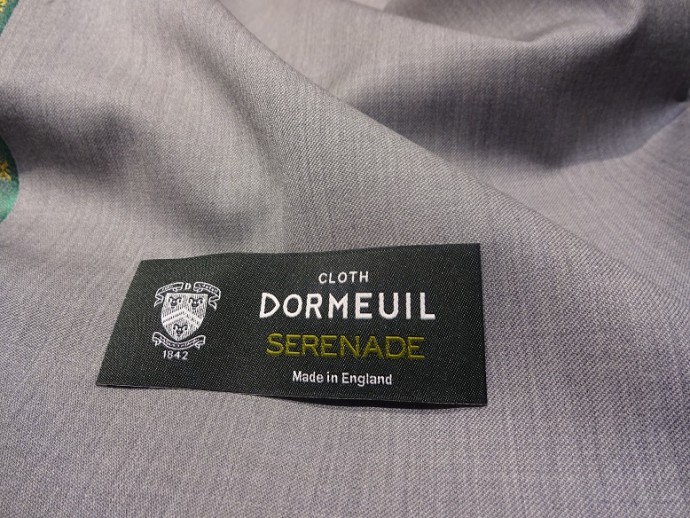 CLOTH
DORMEUIL
SERENADE
Made in England
D
1842